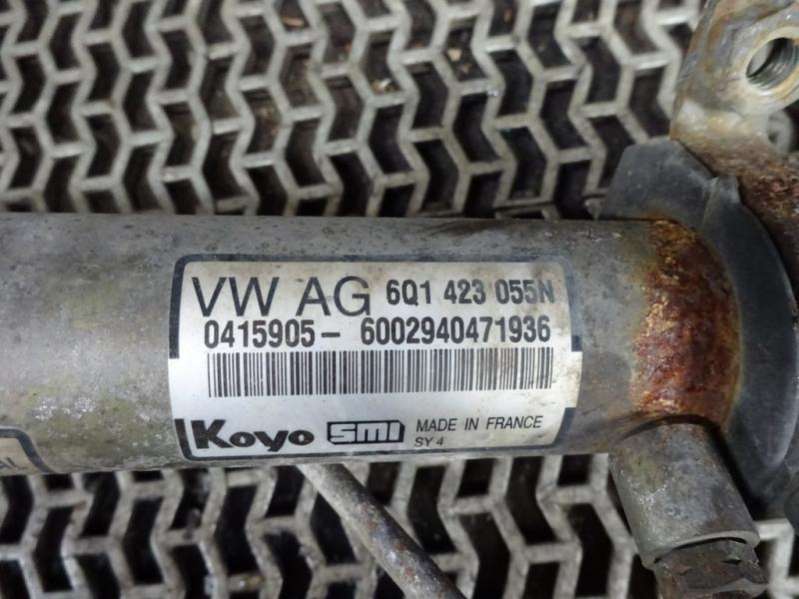 VW AG 6Q1 423 055N
0415905- 6002940471936
Koyo smi MADE IN FRANCE
SY 4